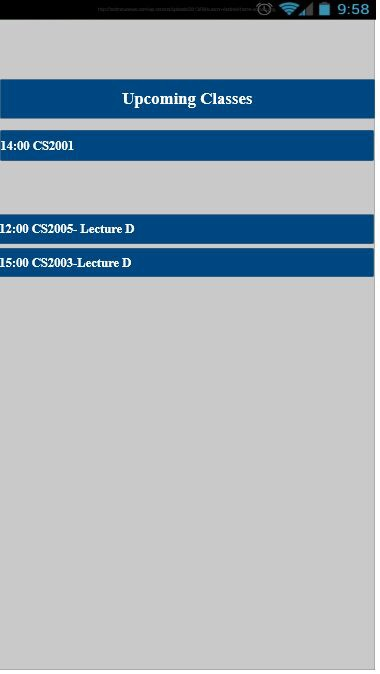 9:58
Upcoming Classes
14:00 CS2001
12:00 CS2005- Lecture D
15:00 CS2003-Lecture D